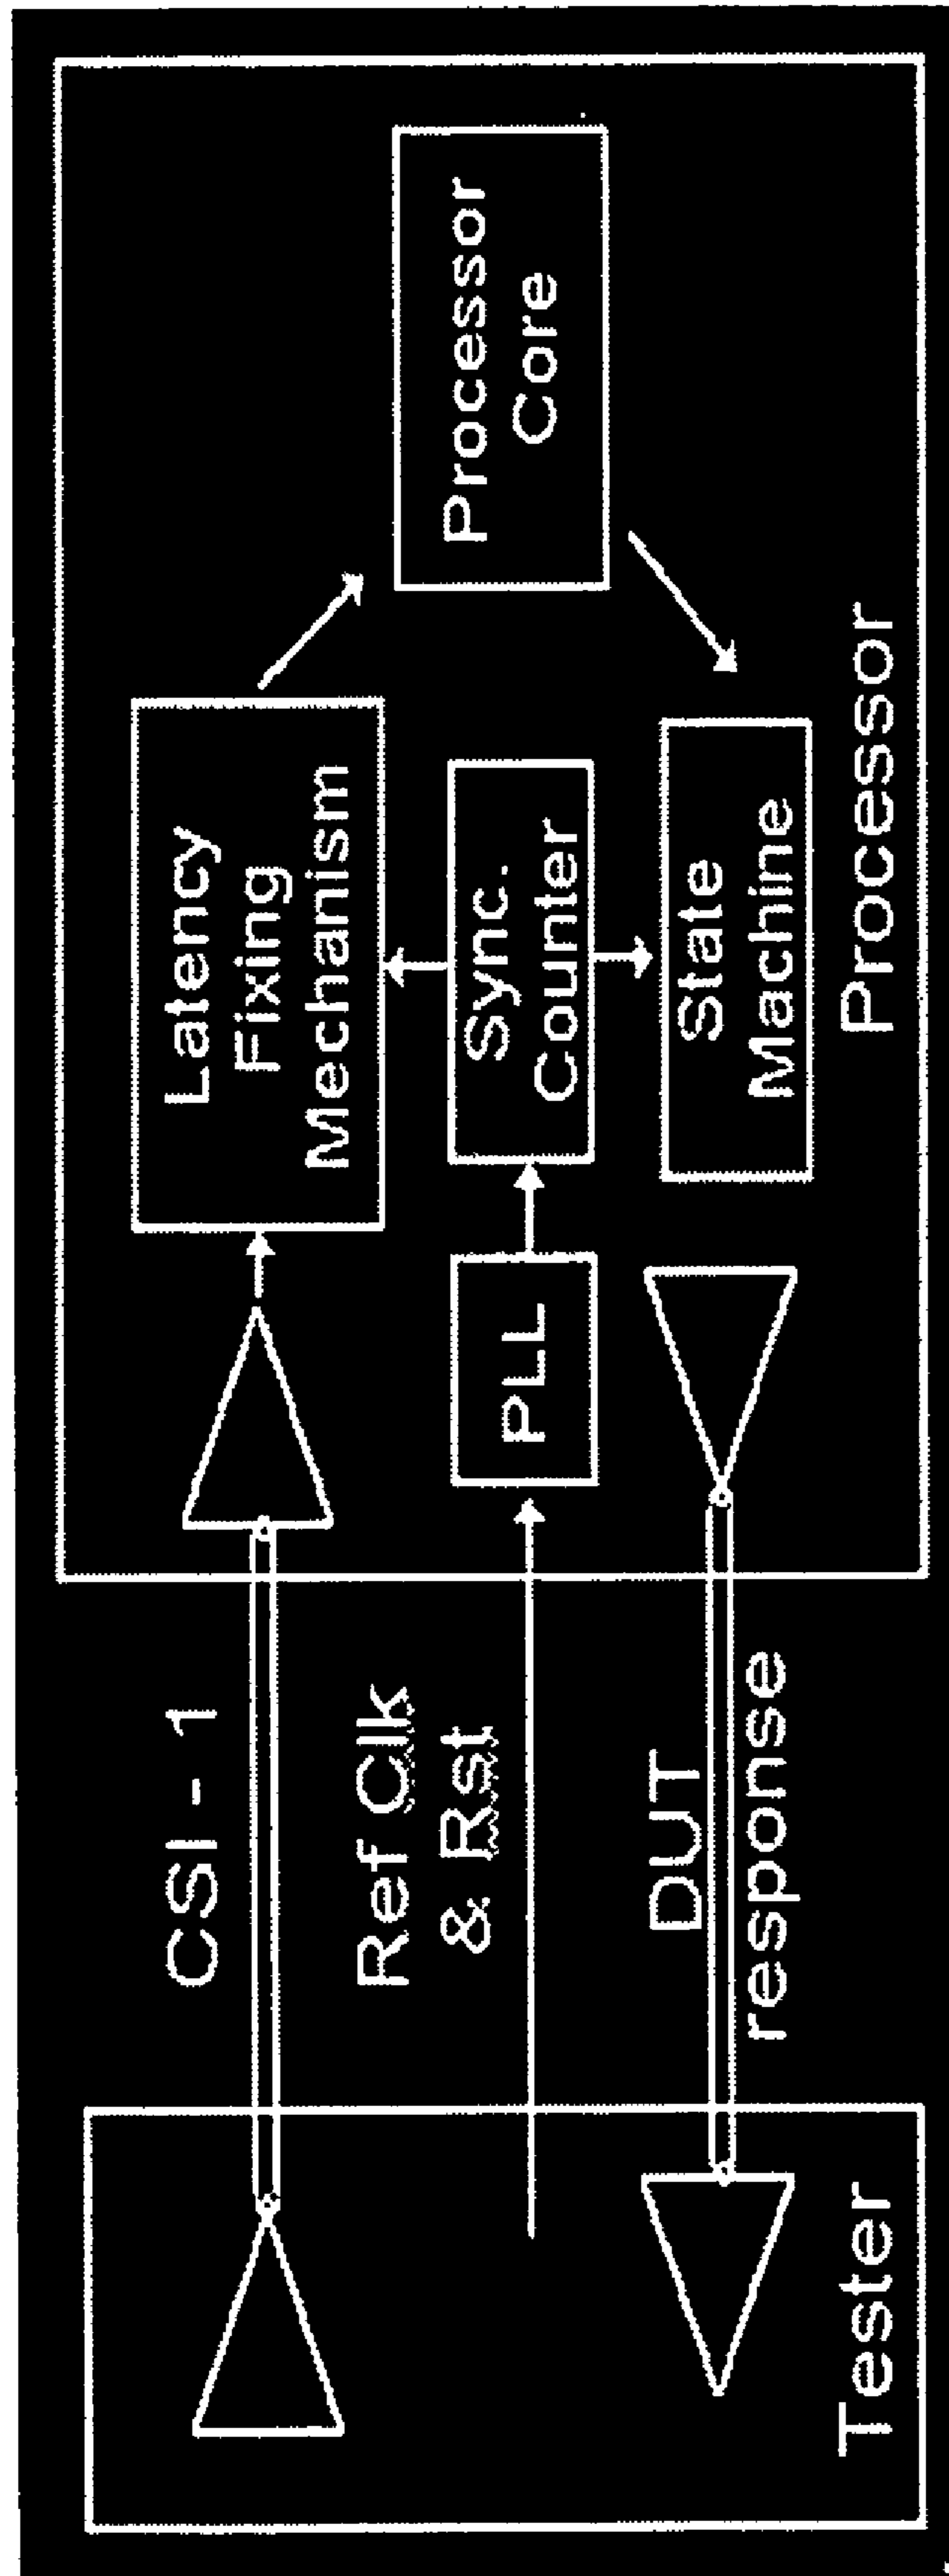 CSI - 1
Latency
Fixing
Mechanism
Processor
Core
Ref Clk
& Rst
PLL
Sync.
Counter
DUT
response
State
Machine
Tester
Processor